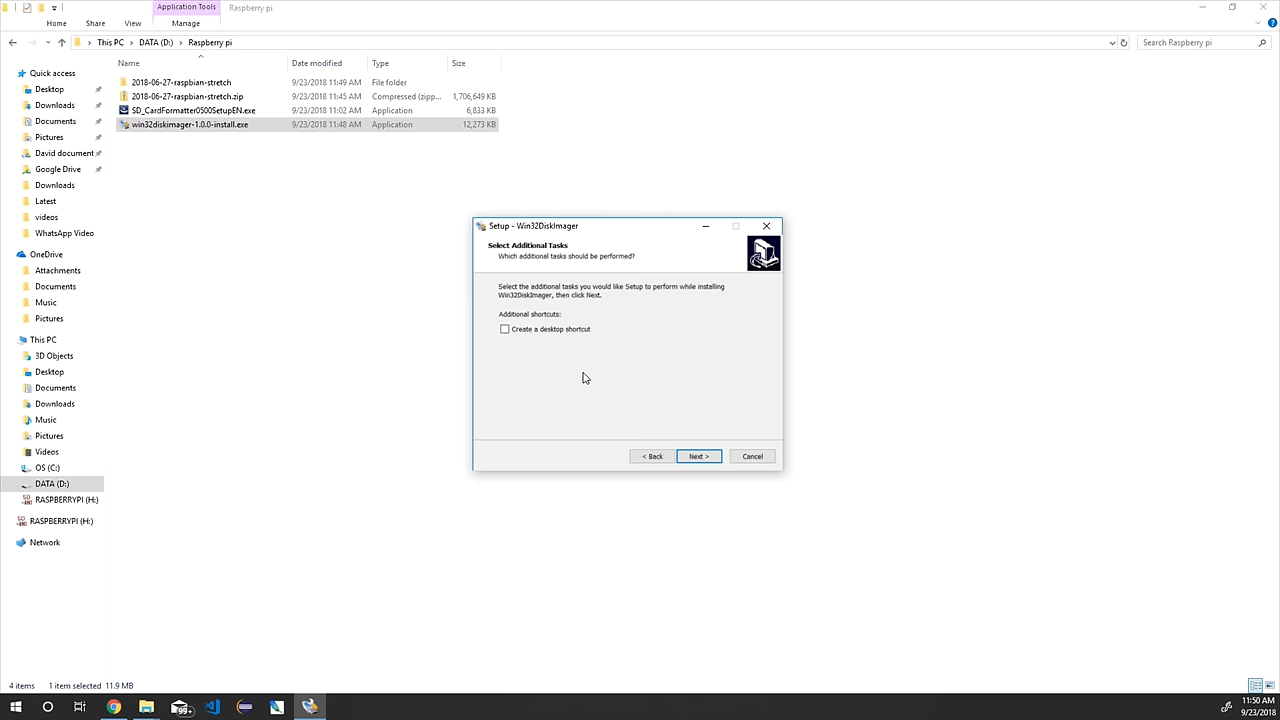 Application Tools
Raspberry pi
Home
Share
View
Manage
This PC
DATA (D:)
Raspberry pi
Search Raspberry pi
Name
Date modified
Type
Size
2018-06-27-raspbian-stretch
9/23/2018 11:49 AM
File folder
2018-06-27-raspbian-stretch.zip
9/23/2018 11:45 AM
Compressed (zipp...
1,706,649 KB
SD_CardFormatter0500SetupEN.exe
9/23/2018 11:02 AM
Application
6,833 KB
win32diskimager-1.0.0-install.exe
9/23/2018 11:48 AM
Application
12,273 KB
Quick access
Desktop
Downloads
Documents
Pictures
David document
Google Drive
Downloads
Latest
videos
WhatsApp Video
OneDrive
Attachments
Documents
Music
Pictures
This PC
3D Objects
Desktop
Documents
Downloads
Music
Pictures
Videos
OS (C:)
DATA (D:)
RASPBERRYPI (H:)
RASPBERRYPI (H:)
Network
Setup - Win32DiskImager
Select Additional Tasks
Which additional tasks should be performed?
Select the additional tasks you would like Setup to perform while installing
Win32DiskImager, then click Next.
Additional shortcuts:
Create a desktop shortcut
< Back
Next >
Cancel
4 items
1 item selected
11.9 MB
99+
11:50 AM
9/23/2018